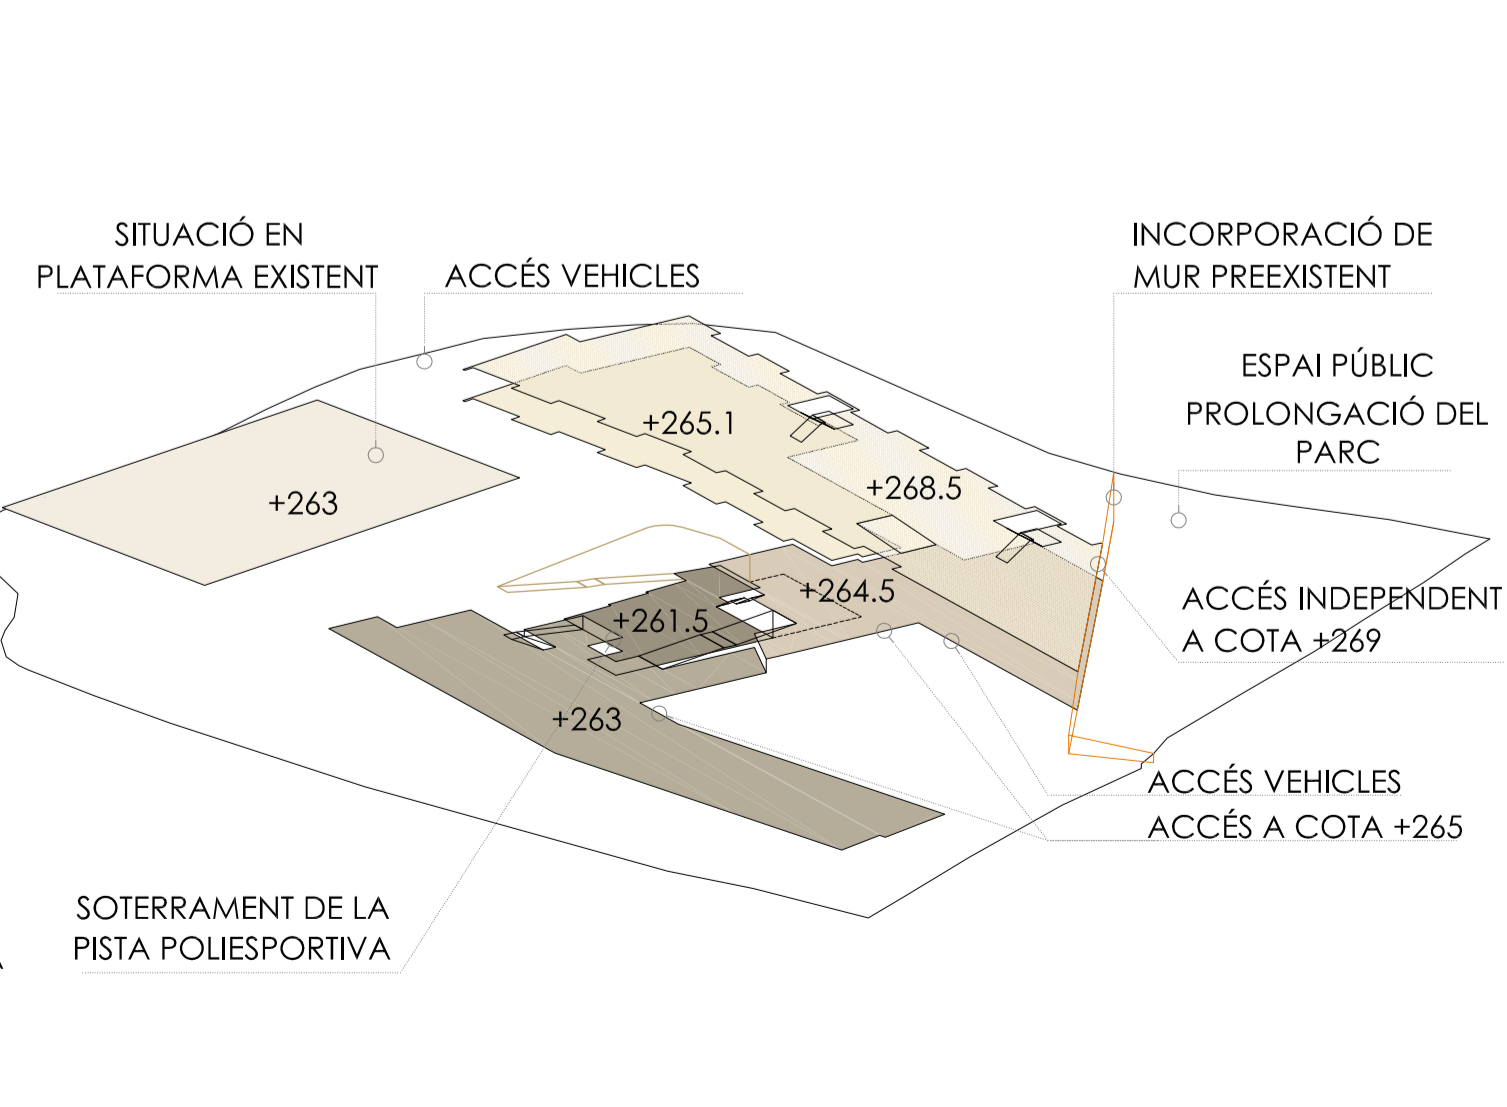 SITUACIÓ EN
PLATAFORMA EXISTENT
ACCÉS VEHICLES
INCORPORACIÓ DE
MUR PREEXISTENT
ESPAI PÚBLIC
PROLONGACIÓ DEL
PARC
+265.1
+268.5
+263
+264.5
+261.5
ACCÉS INDEPENDENT
A COTA +269
+263
ACCÉS VEHICLES
ACCÉS A COTA +265
SOTERRAMENT DE LA
PISTA POLIESPORTIVA